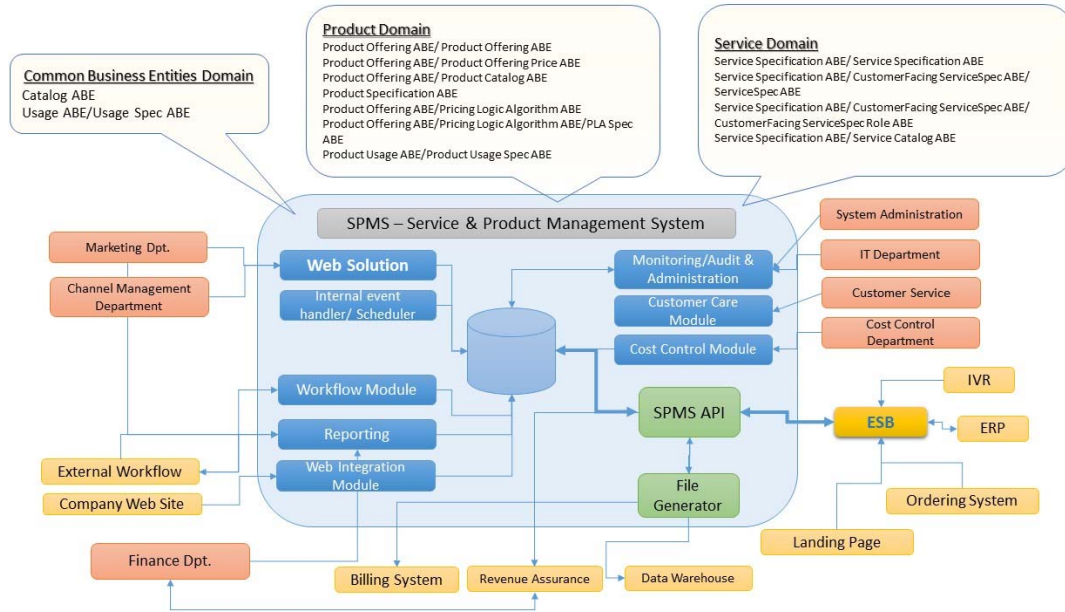 Product Domain
Product Offering ABE/ Product Offering ABE
Product Offering ABE/ Product Offering Price ABE
Product Offering ABE/ Product Catalog ABE
Product Specification ABE
Product Offering ABE/Pricing Logic Algorithm ABE
Product Offering ABE/Pricing Logic Algorithm ABE/PLA Spec
ABE
Product Usage ABE/Product Usage Spec ABE
Service Domain
Service Specification ABE/ Service Specification ABE
Service Specification ABE/ CustomerFacing ServiceSpec ABE/
ServiceSpec ABE
Service Specification ABE/ CustomerFacing ServiceSpec ABE/
CustomerFacing ServiceSpec Role ABE
Service Specification ABE/ Service Catalog ABE
Common Business Entities Domain
Catalog ABE
Usage ABE/Usage Spec ABE
SPMS – Service & Product Management System
Marketing Dpt.
Channel Management
Department
Web Solution
Internal event
handler/ Scheduler
Monitoring/Audit &
Administration
Customer Care
Module
Cost Control Module
System Administration
IT Department
Customer Service
Cost Control
Department
Workflow Module
Reporting
Web Integration
Module
SPMS API
File
Generator
IVR
ESB
ERP
External Workflow
Company Web Site
Ordering System
Landing Page
Finance Dpt.
Billing System
Revenue Assurance
Data Warehouse